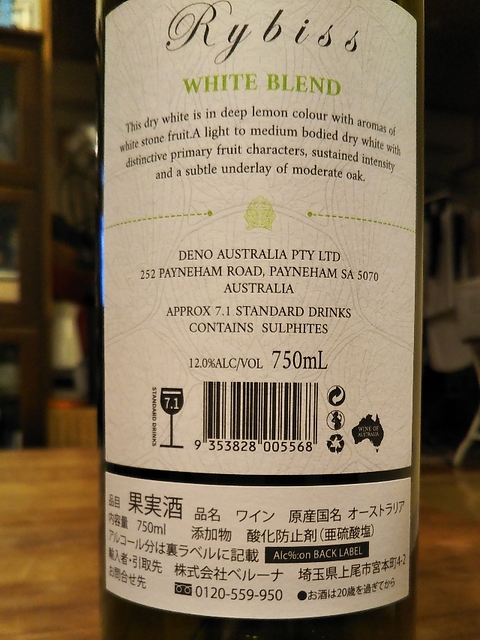 Rybiss
WHITE BLEND
This dry white is in deep lemon colour with aromas of
white stone fruit.A light to medium bodied dry white with
distinctive primary fruit characters, sustained intensity
and a subtle underlay of moderate oak.
DENO AUSTRALIA PTY LTD
252 PAYNEHAM ROAD, PAYNEHAM SA 5070
AUSTRALIA
APPROX 7.1 STANDARD DRINKS
CONTAINS SULPHITES
12.0%ALC/VOL 750mL
STANDARD DRINKS
7.1
9 353828 005568
WINE OF
AUSTRALIA
品目 果実酒 品名 ワイン 原産国名 オーストラリア
内容量 750ml 添加物 酸化防止剤(亜硫酸塩)
アルコール分は裏ラベルに記載 Alc%:on BACK LABEL
輸入者・引取先 株式会社ベルーナ 埼玉県上尾市宮本町4-2
お問合せ先 0120-559-950 ●お酒は20歳を過ぎてから